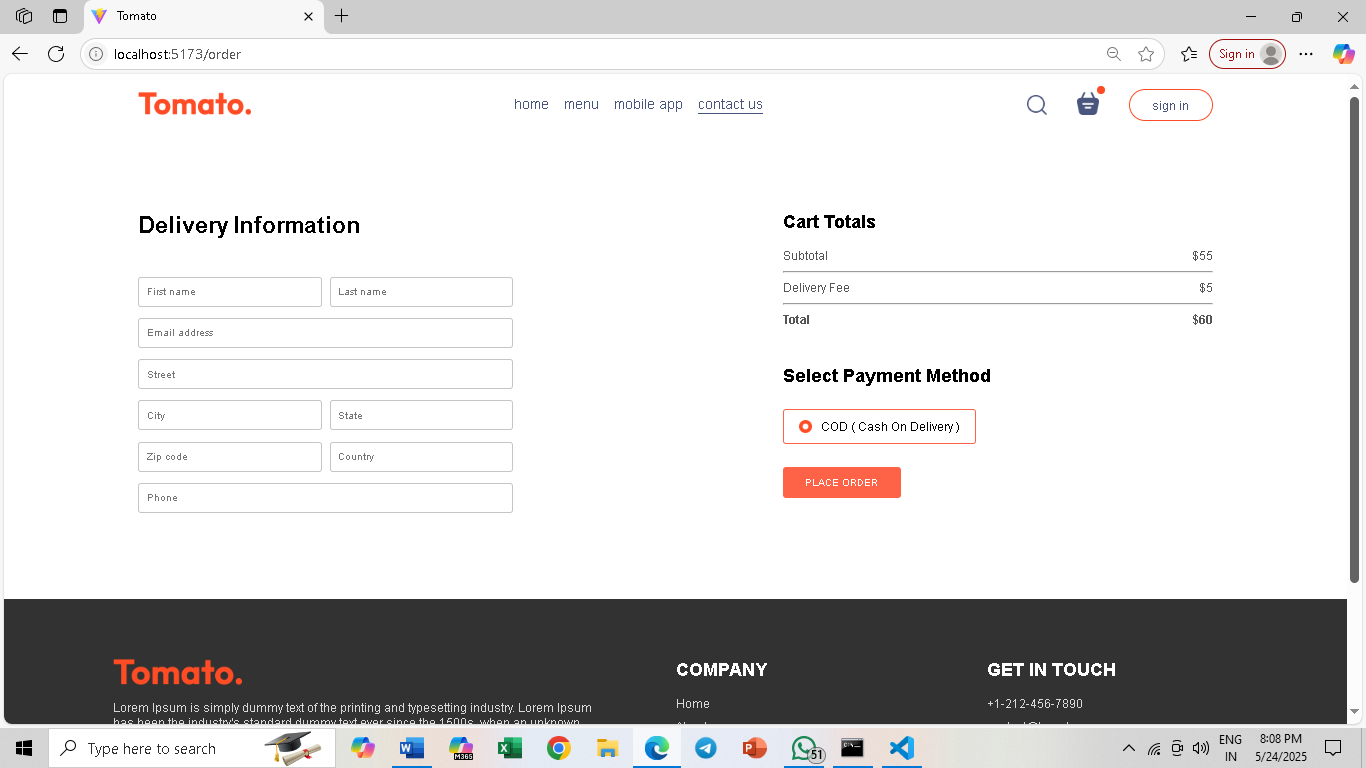 Tomato
localhost:5173/order
Sign in
Tomato.
home menu mobile app contact us
sign in
Delivery Information
First name Last name
Email address
Street
City State
Zip code Country
Phone
Cart Totals
Subtotal $55
Delivery Fee $5
Total $60
Select Payment Method
COD ( Cash On Delivery )
PLACE ORDER
Tomato.
Lorem Ipsum is simply dummy text of the printing and typesetting industry. Lorem Ipsum
has been the industry's standard dummy text ever since the 1500s, when an unknown
COMPANY
Home
GET IN TOUCH
+1-212-456-7890
Type here to search
M365
51
ENG
IN
8:08 PM
5/24/2025